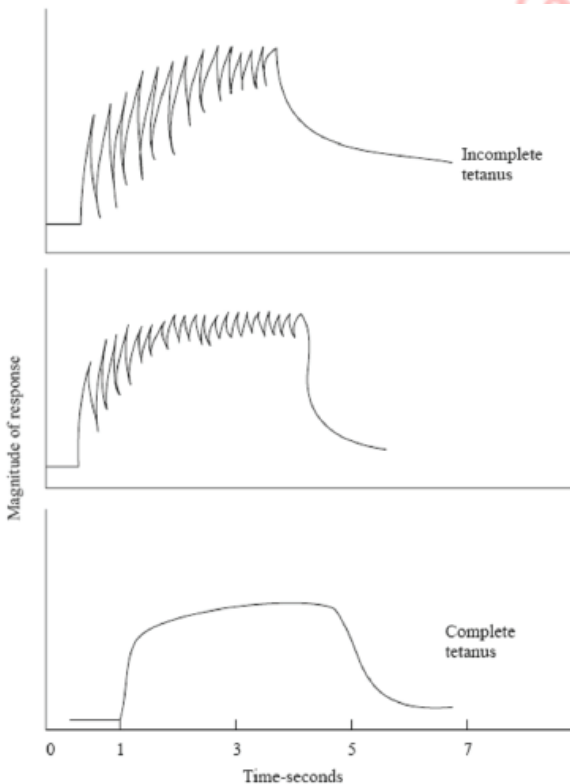 Incomplete
tetanus
Magnitude of response
Complete
tetanus
0 1 3 5 7
Time-seconds